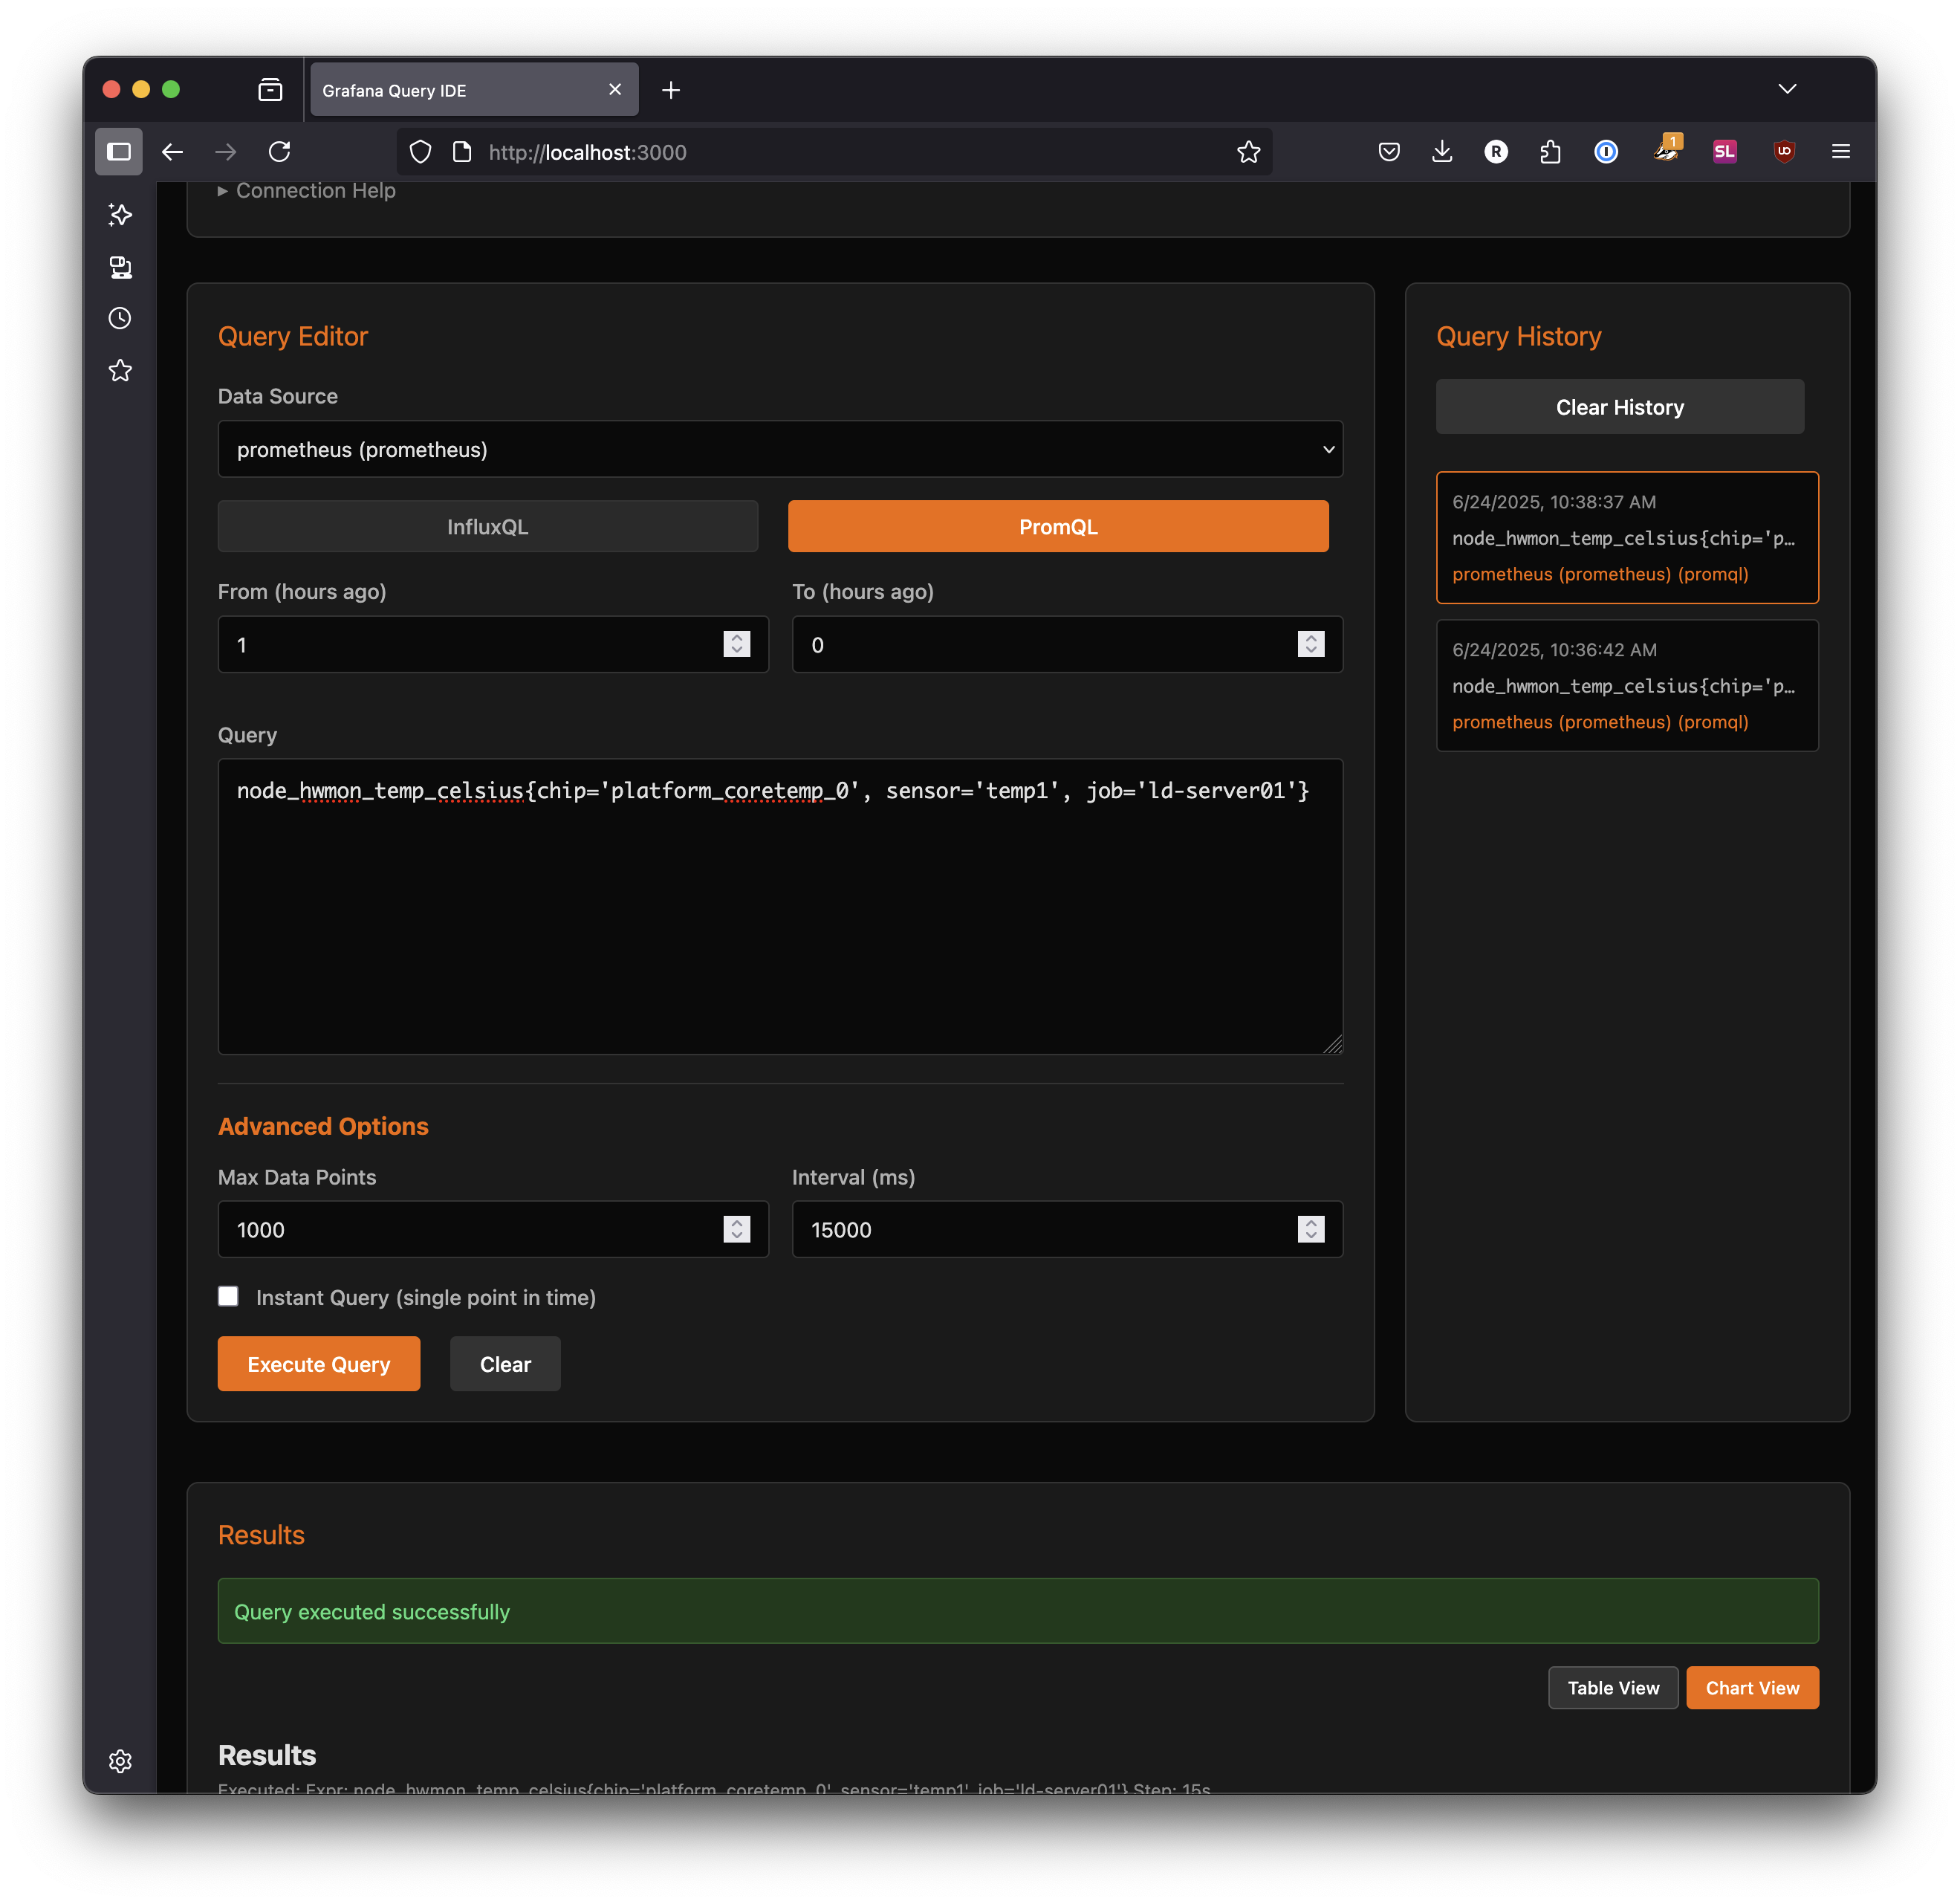 Grafana Query IDE
http://localhost:3000
1
R
SL
UD
Connection Help
Query Editor
Data Source
prometheus (prometheus)
InfluxQL
PromQL
From (hours ago)
To (hours ago)
1
0
Query
node_hwmon_temp_celsius{chip='platform_coretemp_0', sensor='temp1', job='ld-server01'}
Advanced Options
Max Data Points
Interval (ms)
1000
15000
Instant Query (single point in time)
Execute Query
Clear
Query History
Clear History
6/24/2025, 10:38:37 AM
node_hwmon_temp_celsius{chip='p…
prometheus (prometheus) (promql)
6/24/2025, 10:36:42 AM
node_hwmon_temp_celsius{chip='p…
prometheus (prometheus) (promql)
Results
Query executed successfully
Table View
Chart View
Results
Executed: Expr: node_hwmon_temp_celsius{chip='platform_coretemp_0', sensor='temp1', job='ld-server01'} Step: 15s